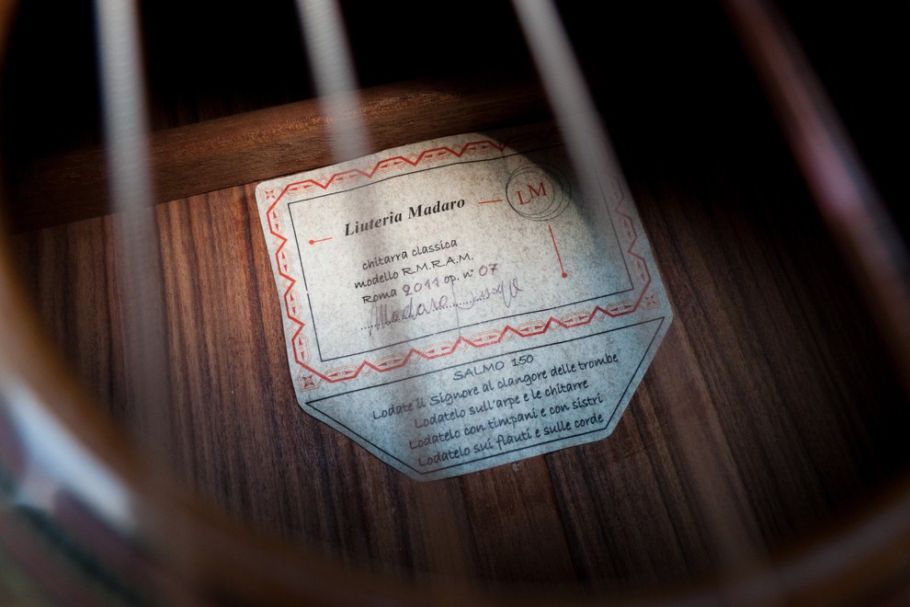 Liuteria Madaro
LM
chitarra classica
modello R.M.R.A.M.
Roma 2011 op. n° 07
Madaro
SALMO 150
Lodate il Signore al clangore delle trombe
Lodatelo sull'arpe e le chitarre
Lodatelo con timpani e con sistri
Lodatelo sui flauti e sulle corde